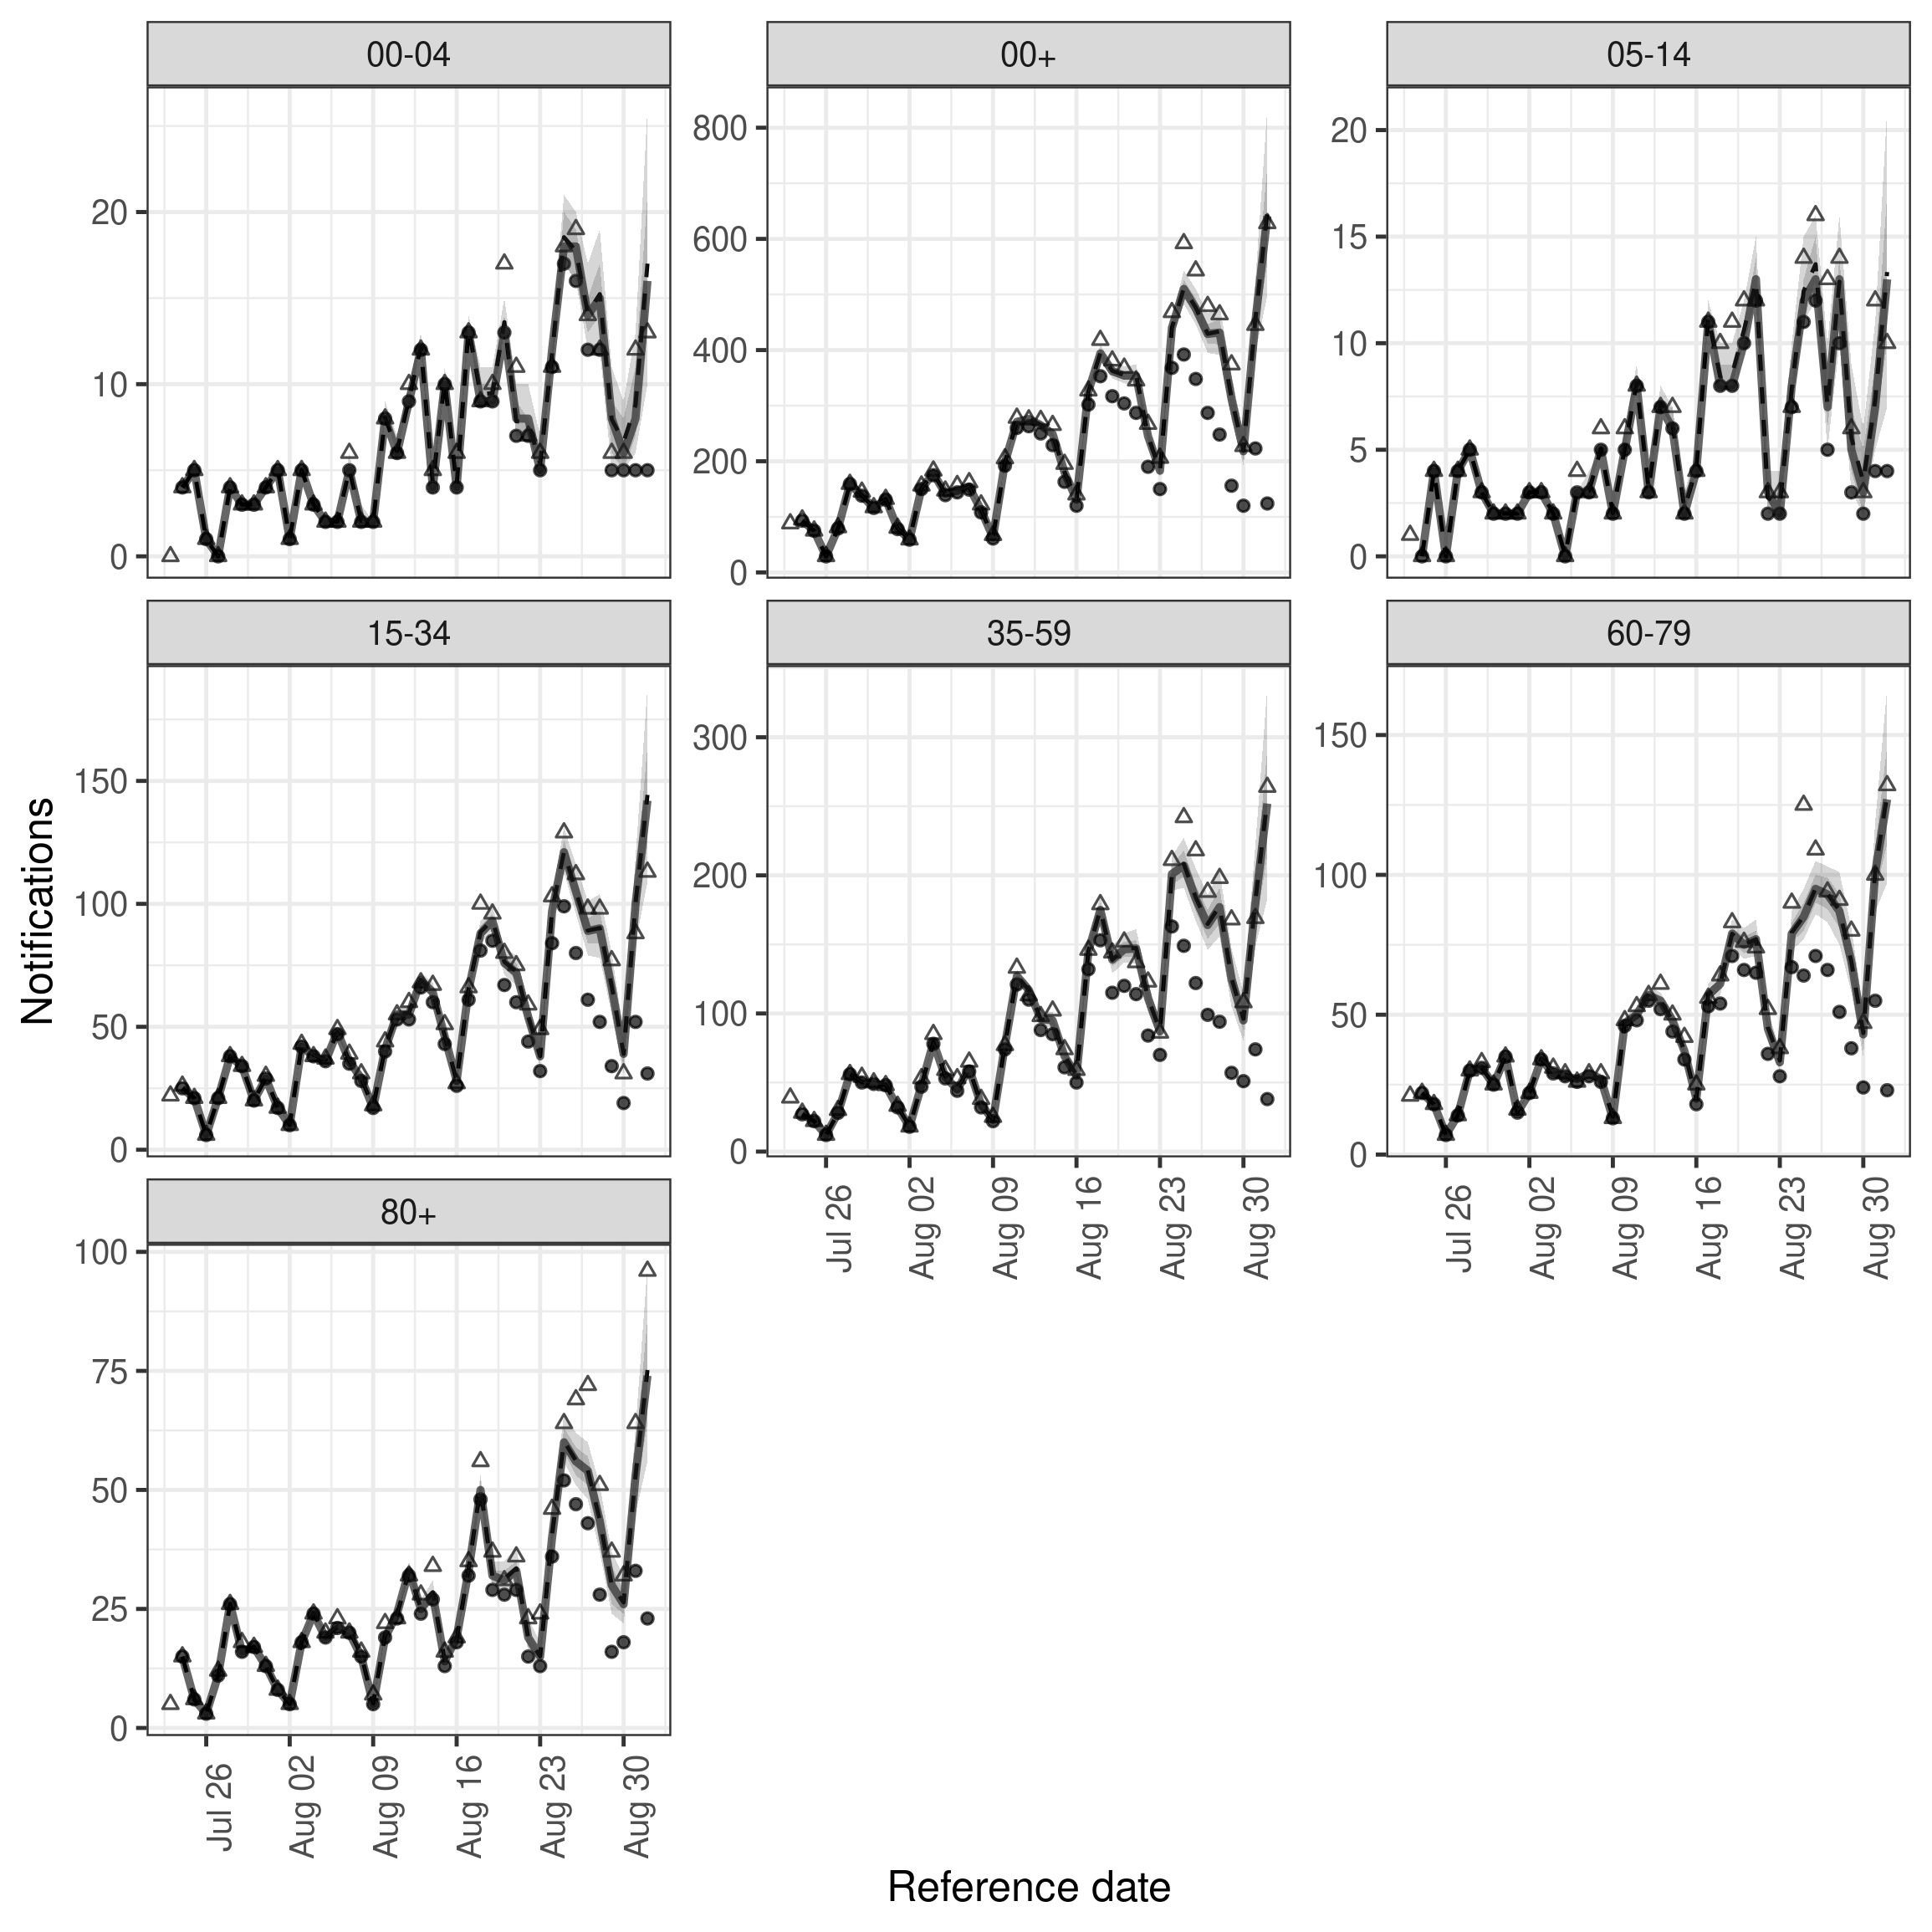 00-04
00+
05-14
20
10
0
800
600
400
200
0
20
15
10
5
0
15-34
35-59
60-79
Notifications
150
100
50
0
300
200
100
0
150
100
50
0
Jul 26
Aug 02
Aug 09
Aug 16
Aug 23
Aug 30
Jul 26
Aug 02
Aug 09
Aug 16
Aug 23
Aug 30
80+
100
75
50
25
0
Jul 26
Aug 02
Aug 09
Aug 16
Aug 23
Aug 30
Reference date